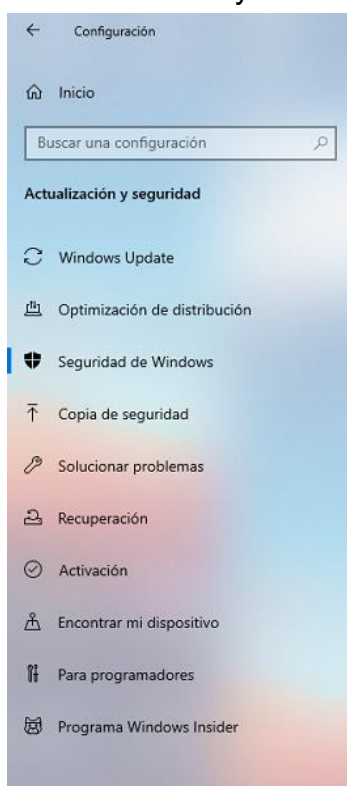 Configuración
Inicio
Buscar una configuración
Actualización y seguridad
Windows Update
Optimización de distribución
Seguridad de Windows
Copia de seguridad
Solucionar problemas
Recuperación
Activación
Encontrar mi dispositivo
Para programadores
Programa Windows Insider